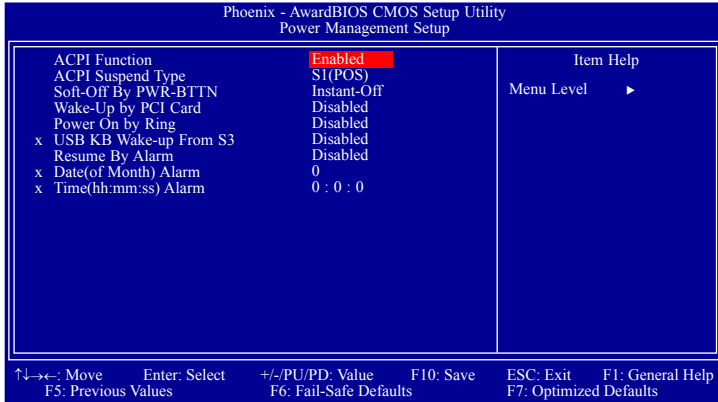 Phoenix - AwardBIOS CMOS Setup Utility
Power Management Setup
ACPI Function Enabled
ACPI Suspend Type S1(POS)
Soft-Off By PWR-BTTN Instant-Off
Wake-Up by PCI Card Disabled
Power On by Ring Disabled
x USB KB Wake-up From S3 Disabled
Resume By Alarm Disabled
x Date(of Month) Alarm 0
x Time(hh:mm:ss) Alarm 0 : 0 : 0
Item Help
Menu Level ▶
↑↓→←: Move Enter: Select +/-/PU/PD: Value F10: Save ESC: Exit F1: General Help
F5: Previous Values F6: Fail-Safe Defaults F7: Optimized Defaults